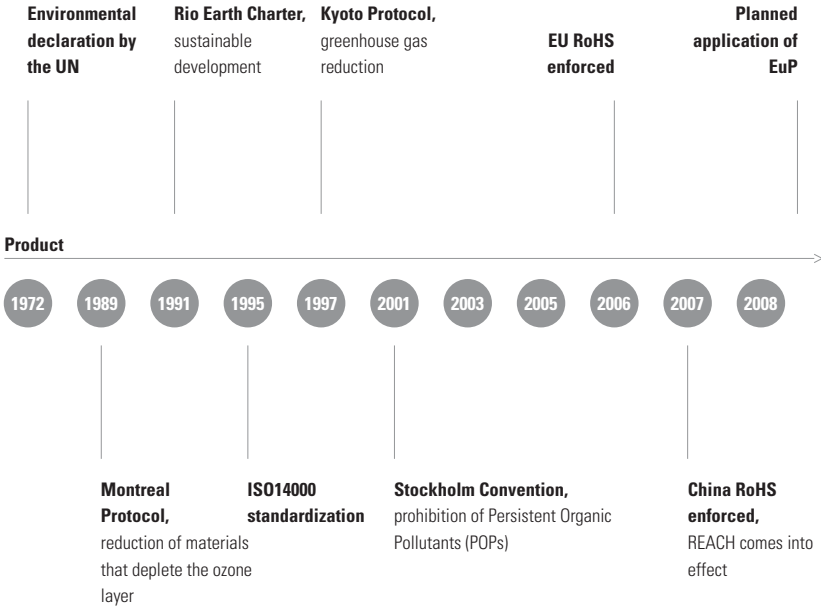 Environmental
declaration by
the UN
Rio Earth Charter,
sustainable
development
Kyoto Protocol,
greenhouse gas
reduction
EU RoHS
enforced
Planned
application of
EuP
Product
1972 1989 1991 1995 1997 2001 2003 2005 2006 2007 2008
Montreal
Protocol,
reduction of materials
that deplete the ozone
layer
ISO14000
standardization
Stockholm Convention,
prohibition of Persistent Organic
Pollutants (POPs)
China RoHS
enforced,
REACH comes into
effect